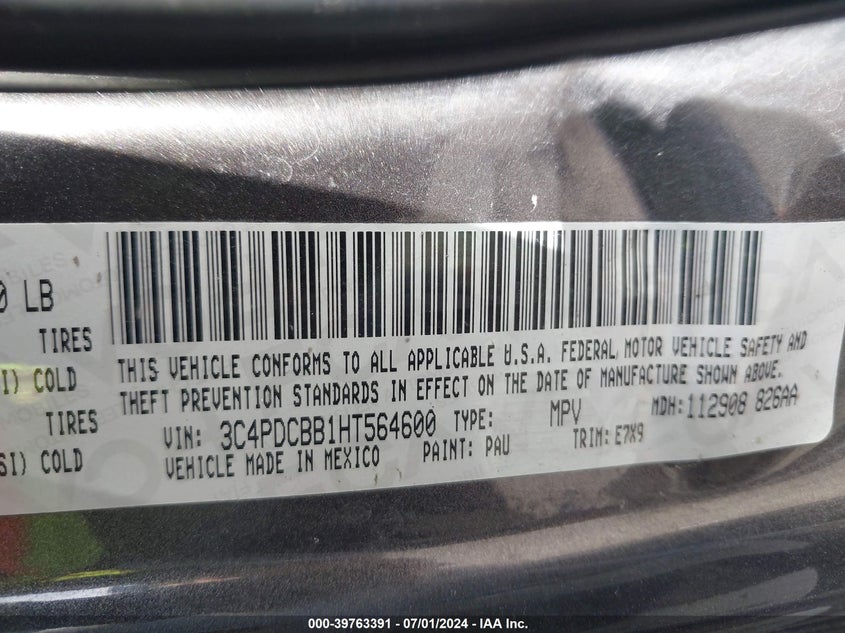 0 LB
TIRES
SI) COLD
TIRES
SI) COLD
THIS VEHICLE CONFORMS TO ALL APPLICABLE U.S.A. FEDERAL MOTOR VEHICLE SAFETY AND
THEFT PREVENTION STANDARDS IN EFFECT ON THE DATE OF MANUFACTURE SHOWN ABOVE.
VIN: 3C4PDCBB1HT564600 TYPE: MPV MDH: 112908 826AA
VEHICLE MADE IN MEXICO PAINT: PAU TRIM: E7X9
000-39763391 - 07/01/2024 - IAA Inc.